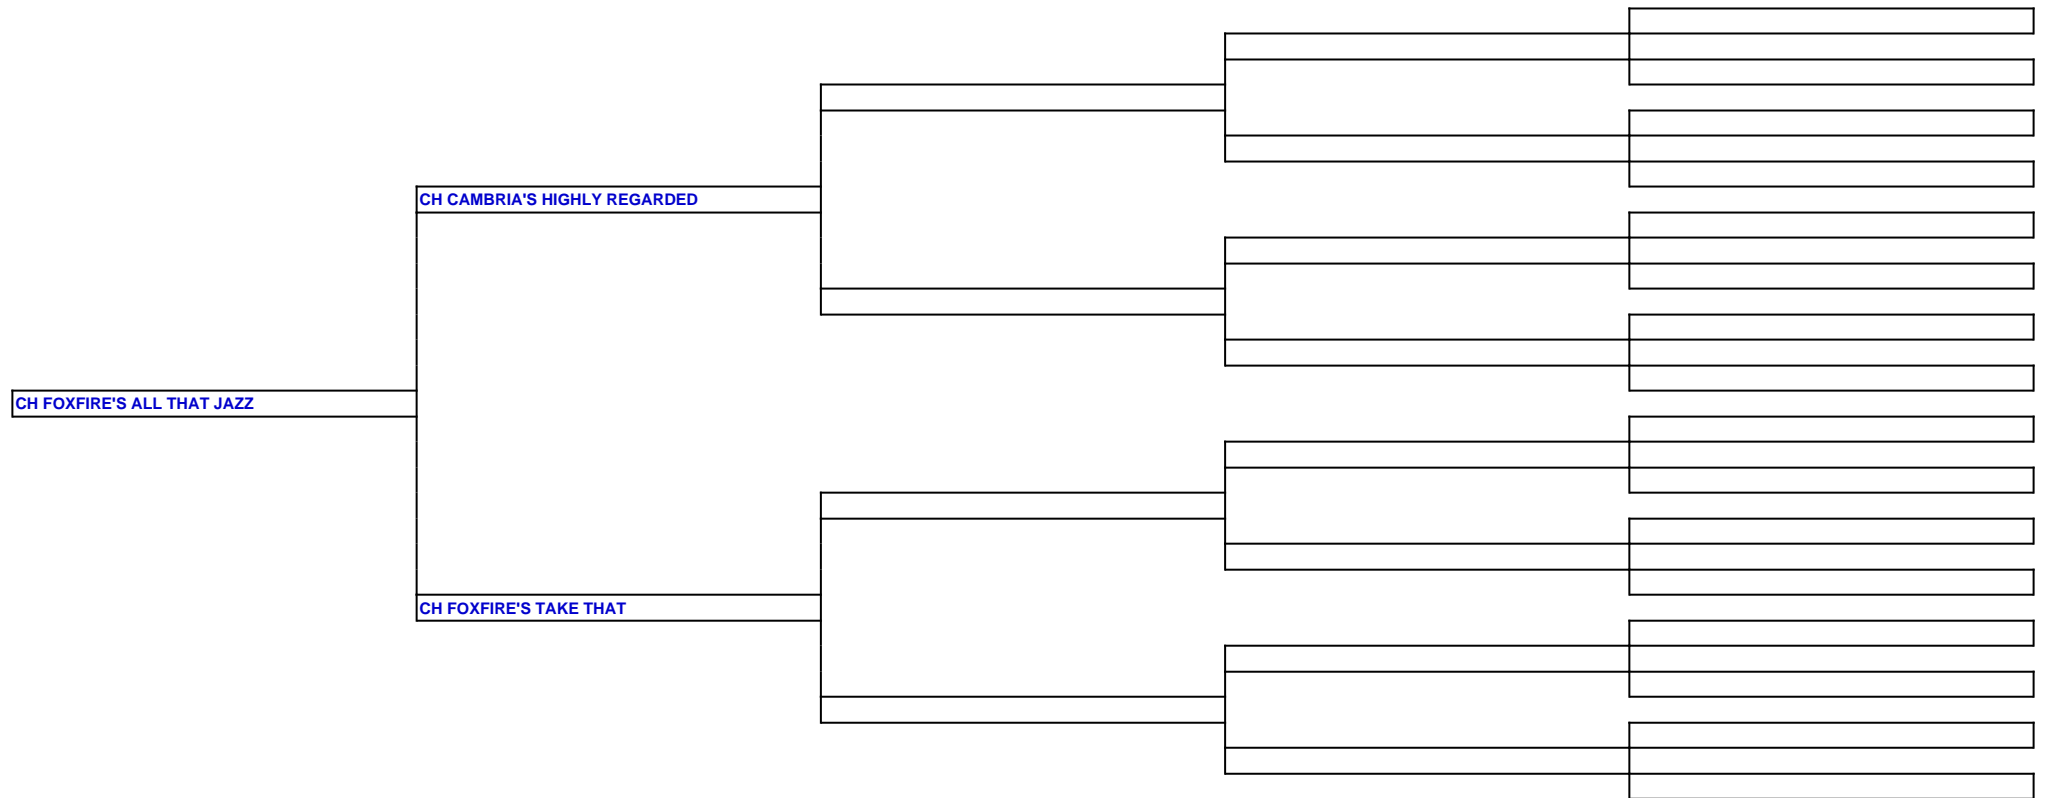 CH CAMBRIA'S HIGHLY REGARDED
CH FOXFIRE'S ALL THAT JAZZ
CH FOXFIRE'S TAKE THAT